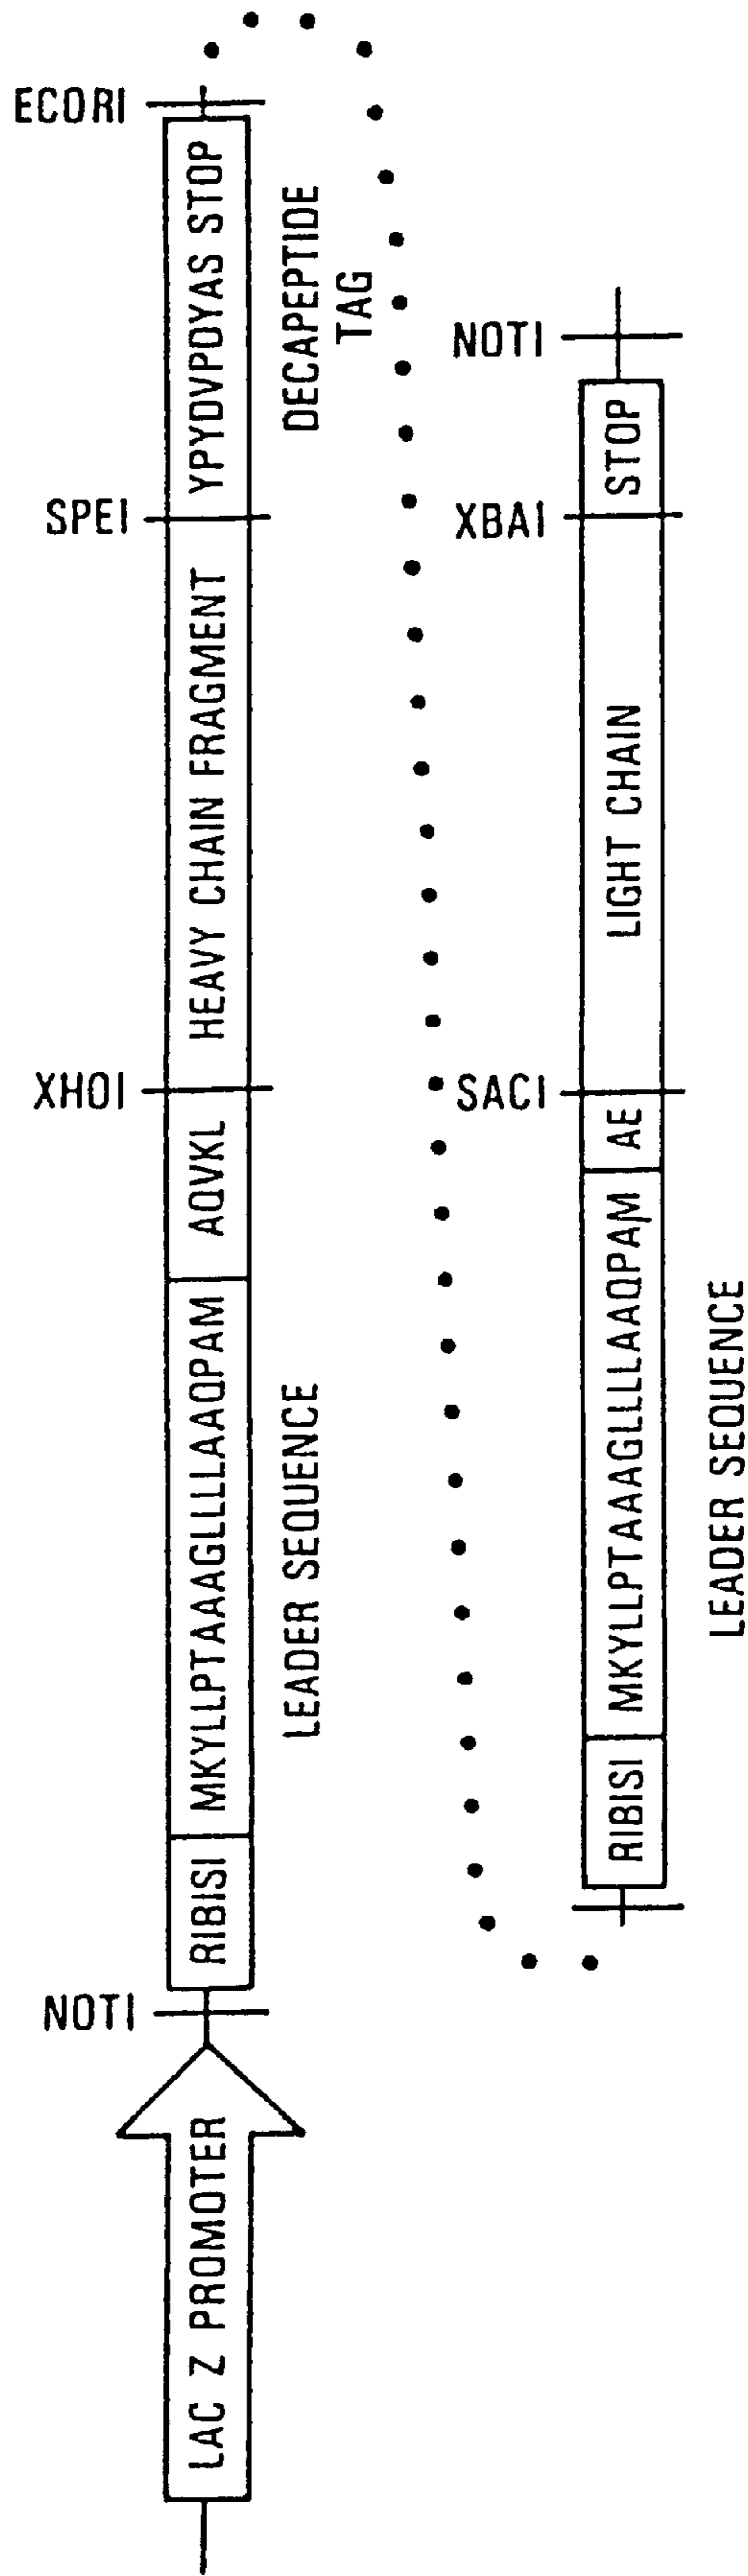 LAC Z PROMOTER
NOTI
RIBISI
MKYLLPTAAAGLLLLAAQPAM
LEADER SEQUENCE
AQVKL
XHOI
HEAVY CHAIN FRAGMENT
SPEI
YPYDVPDYAS STOP
DECAPEPTIDE
TAG
ECORI
RIBISI
MKYLLPTAAAGLLLLAAQPAM
LEADER SEQUENCE
AE
SACI
LIGHT CHAIN
XBAI
STOP
NOTI